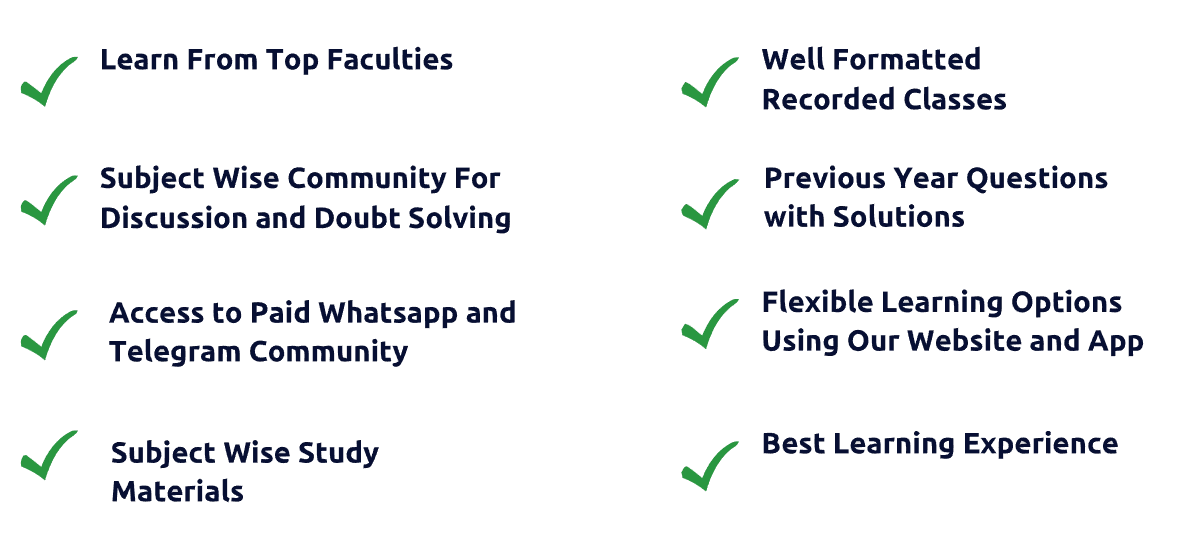 Learn From Top Faculties
Subject Wise Community For
Discussion and Doubt Solving
Access to Paid Whatsapp and
Telegram Community
Subject Wise Study
Materials
Well Formatted
Recorded Classes
Previous Year Questions
with Solutions
Flexible Learning Options
Using Our Website and App
Best Learning Experience